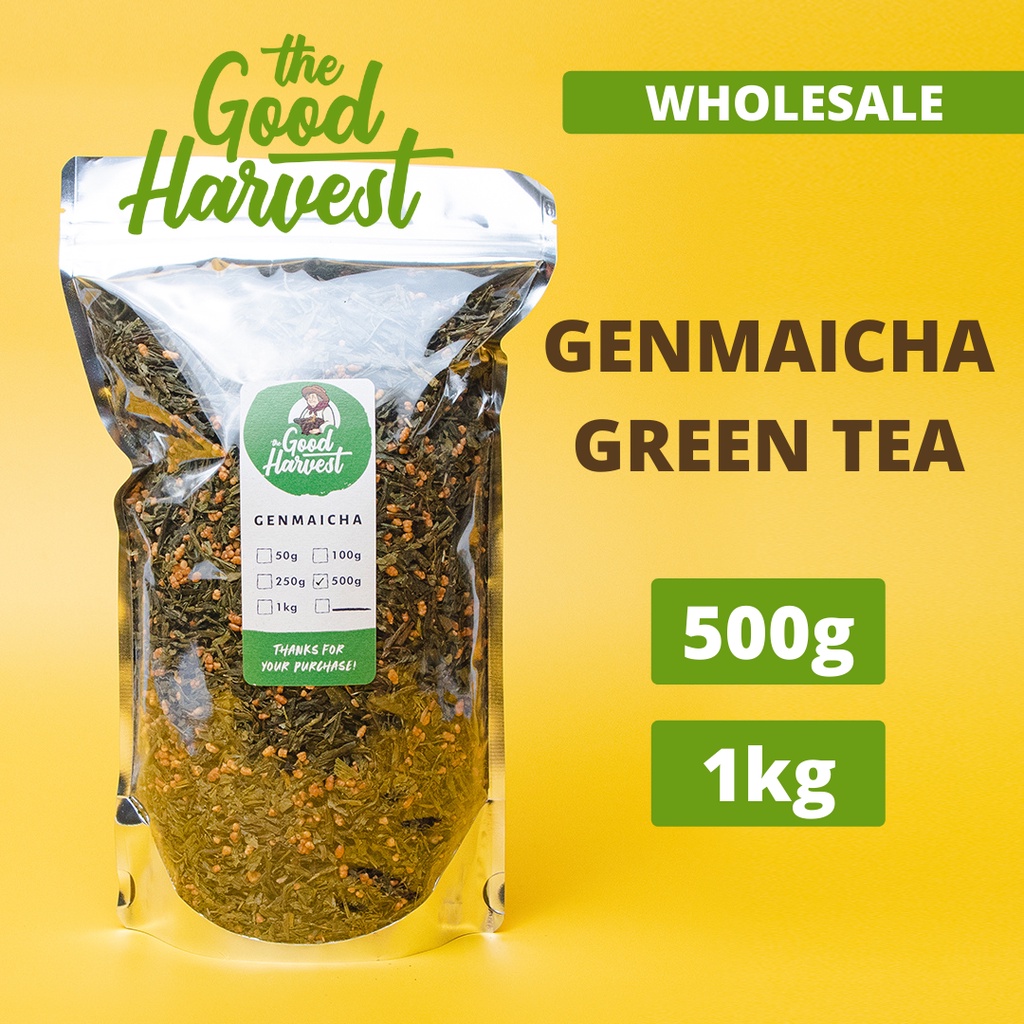 the
Good
Harvest
WHOLESALE
GENMAICHA
GREEN TEA
500g
1kg
the Good
Harvest
GENMAICHA
50g 100g
250g ✓ 500g
1kg
THANKS FOR
YOUR PURCHASE!